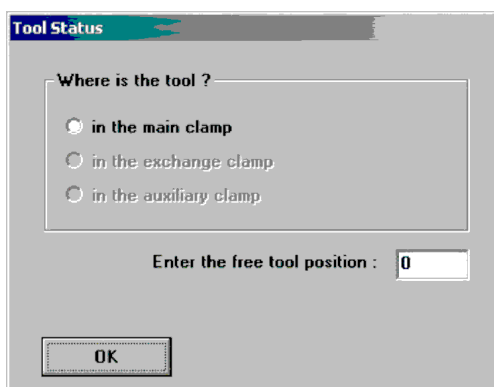 Tool Status
Where is the tool ?
in the main clamp
in the exchange clamp
in the auxiliary clamp
Enter the free tool position : 0
OK